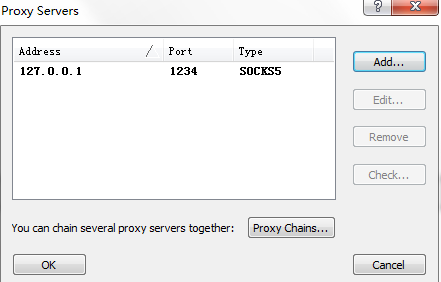 Proxy Servers
?
Address / Port Type
127.0.0.1 1234 SOCKS5
Add...
Edit...
Remove
Check...
You can chain several proxy servers together: Proxy Chains...
OK Cancel